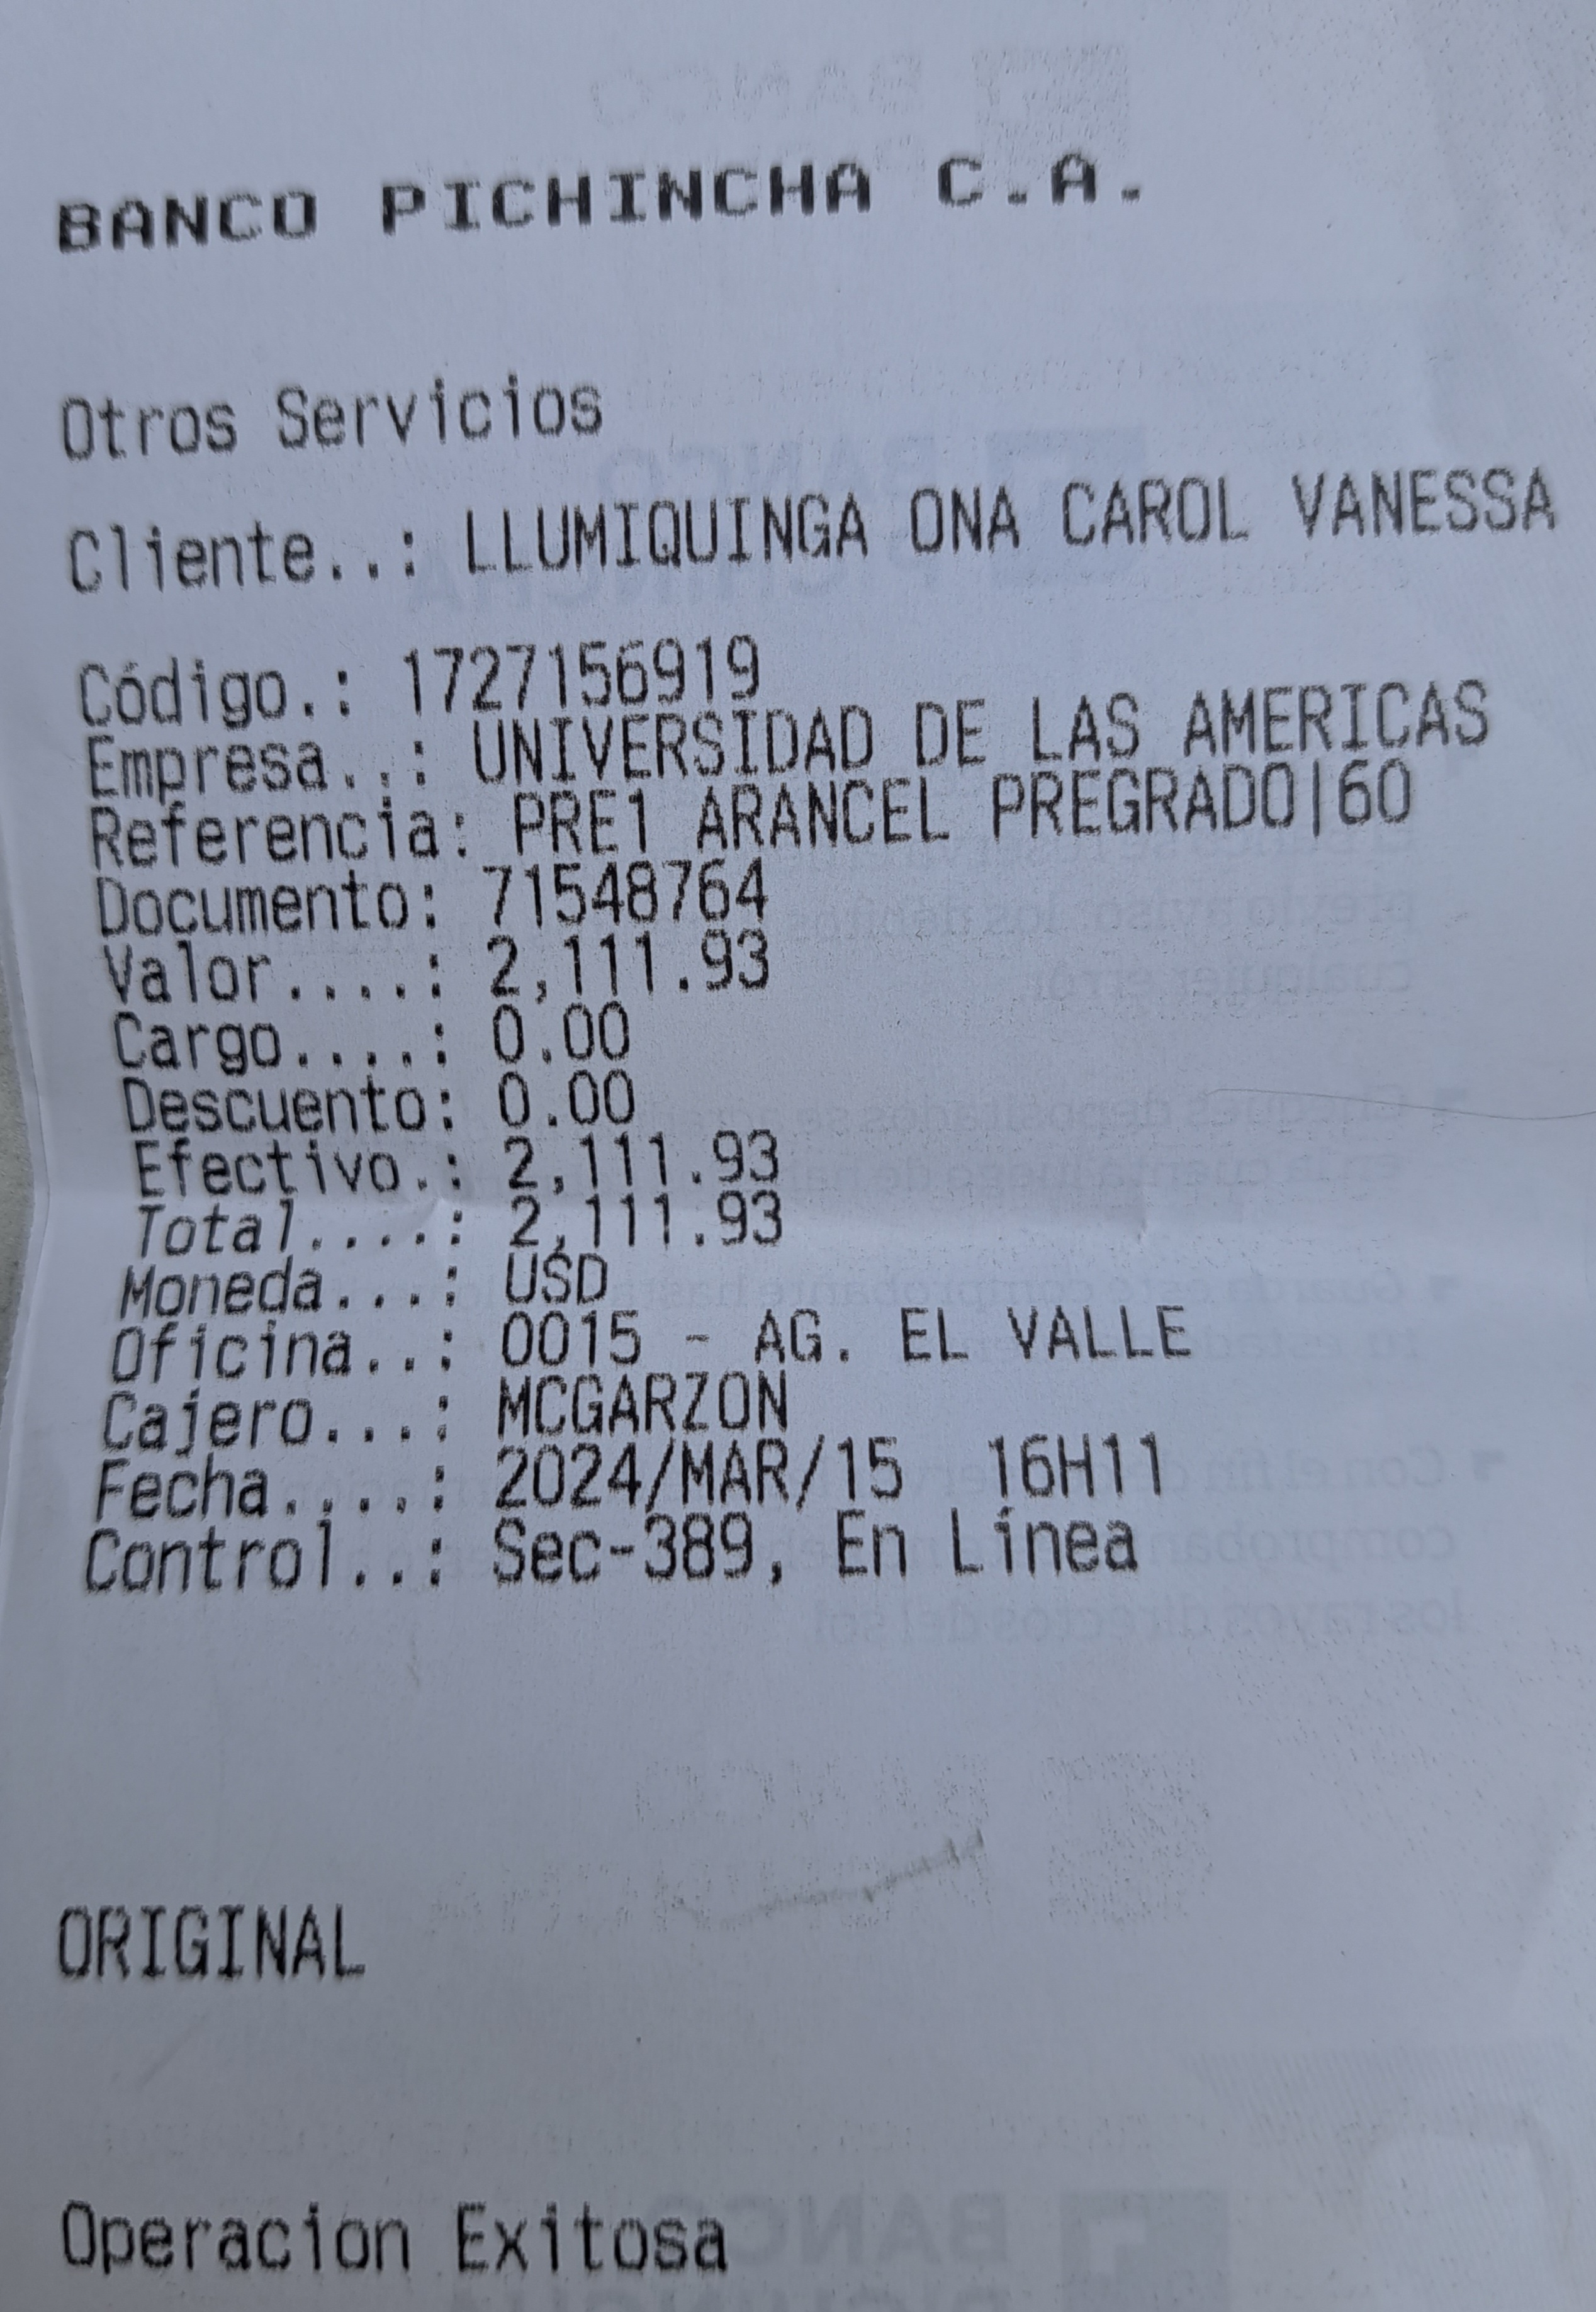 BANCO PICHINCHA C.A.
Otros Servicios
Cliente..: LLUMIQUINGA ONA CAROL VANESSA
Código.: 1727156919
Empresa..: UNIVERSIDAD DE LAS AMERICAS
Referencia: PRE1 ARANCEL PREGRADO|60
Documento: 71548764
Valor....: 2,111.93
Cargo....: 0.00
Descuento: 0.00
Efectivo.: 2,111.93
Total....: 2,111.93
Moneda...: USD
Oficina..: 0015 - AG. EL VALLE
Cajero...: MCGARZON
Fecha....: 2024/MAR/15 16H11
Control..: Sec-389, En Línea
ORIGINAL
Operacion Exitosa